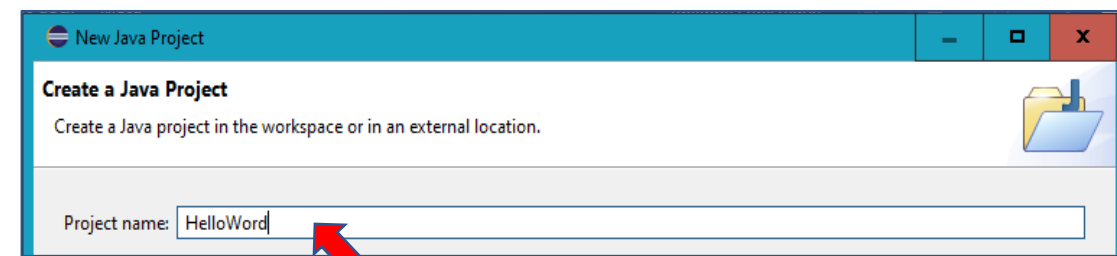 New Java Project
Create a Java Project
Create a Java project in the workspace or in an external location.
Project name: HelloWord